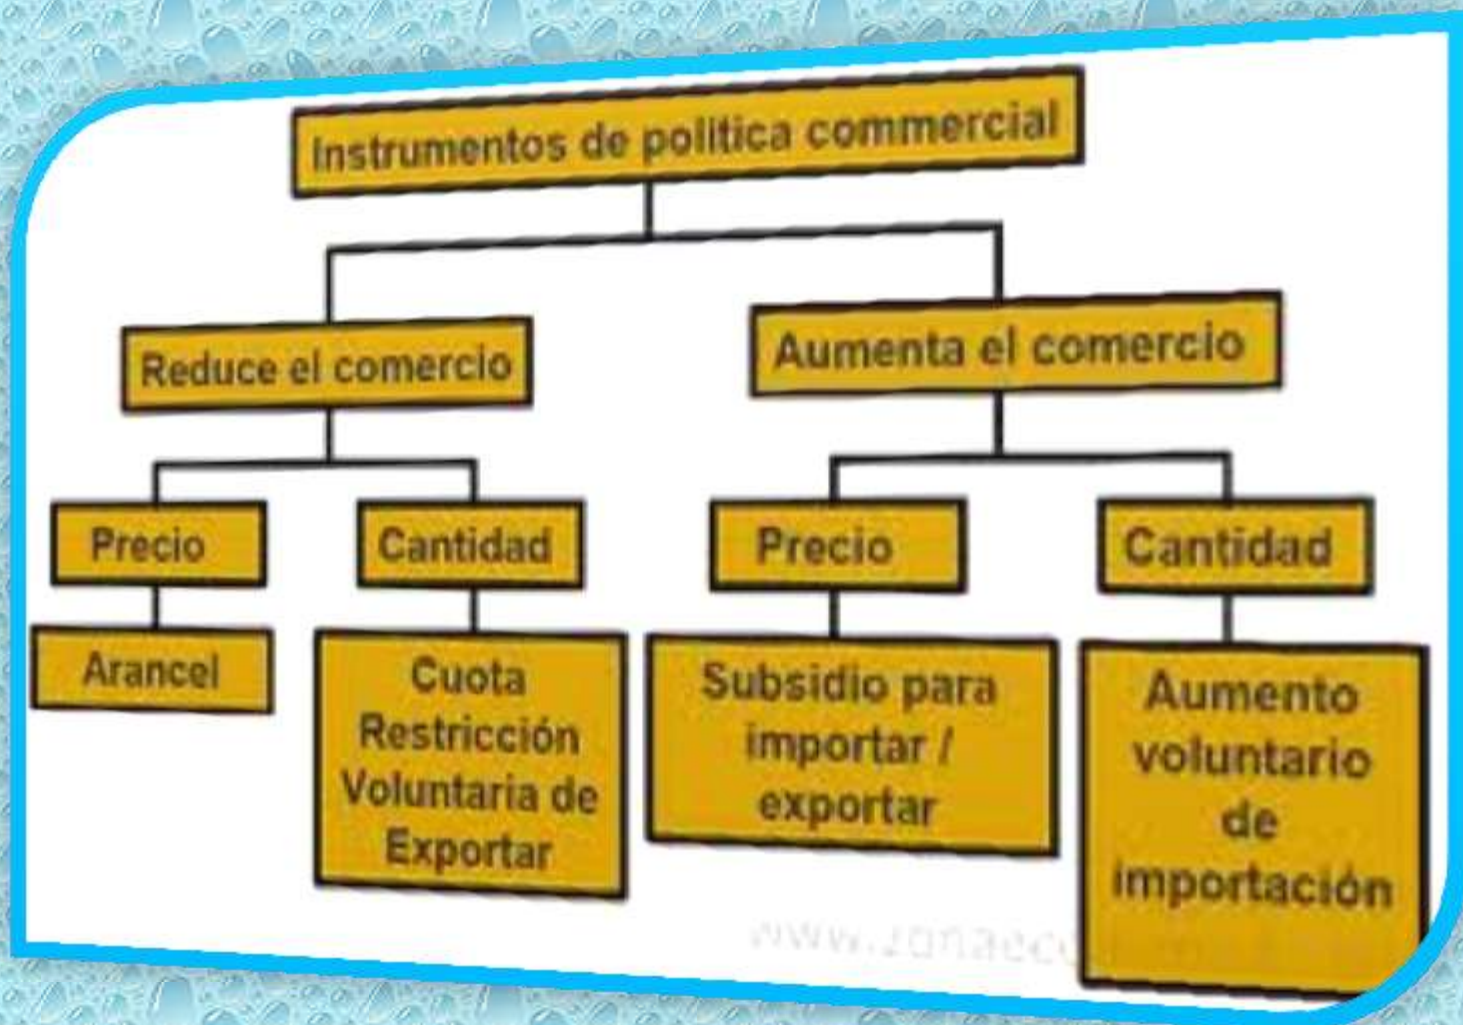 Instrumentos de política commercial
Reduce el comercio
Aumenta el comercio
Precio
Cantidad
Precio
Cantidad
Arancel
Cuota
Restricción
Voluntaria de
Exportar
Subsidio para
importar /
exportar
Aumento
voluntario
de
importación